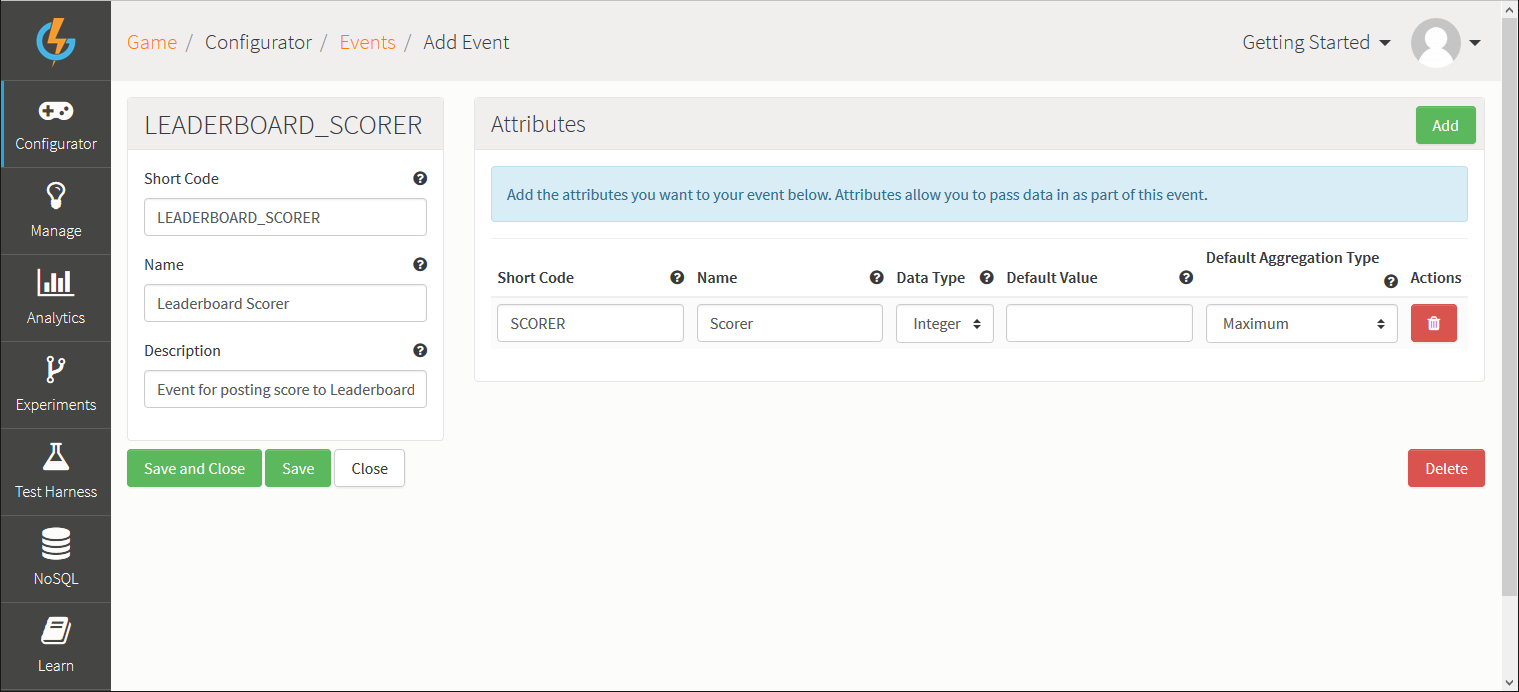 Game / Configurator / Events / Add Event
Getting Started
Configurator
Manage
Analytics
Experiments
Test Harness
NoSQL
Learn
LEADERBOARD_SCORER
Short Code
LEADERBOARD_SCORER
Name
Leaderboard Scorer
Description
Event for posting score to Leaderboard
Save and Close Save Close
Attributes
Add
Add the attributes you want to your event below. Attributes allow you to pass data in as part of this event.
Short Code Name Data Type Default Value Default Aggregation Type Actions
SCORER Scorer Integer Maximum
Delete